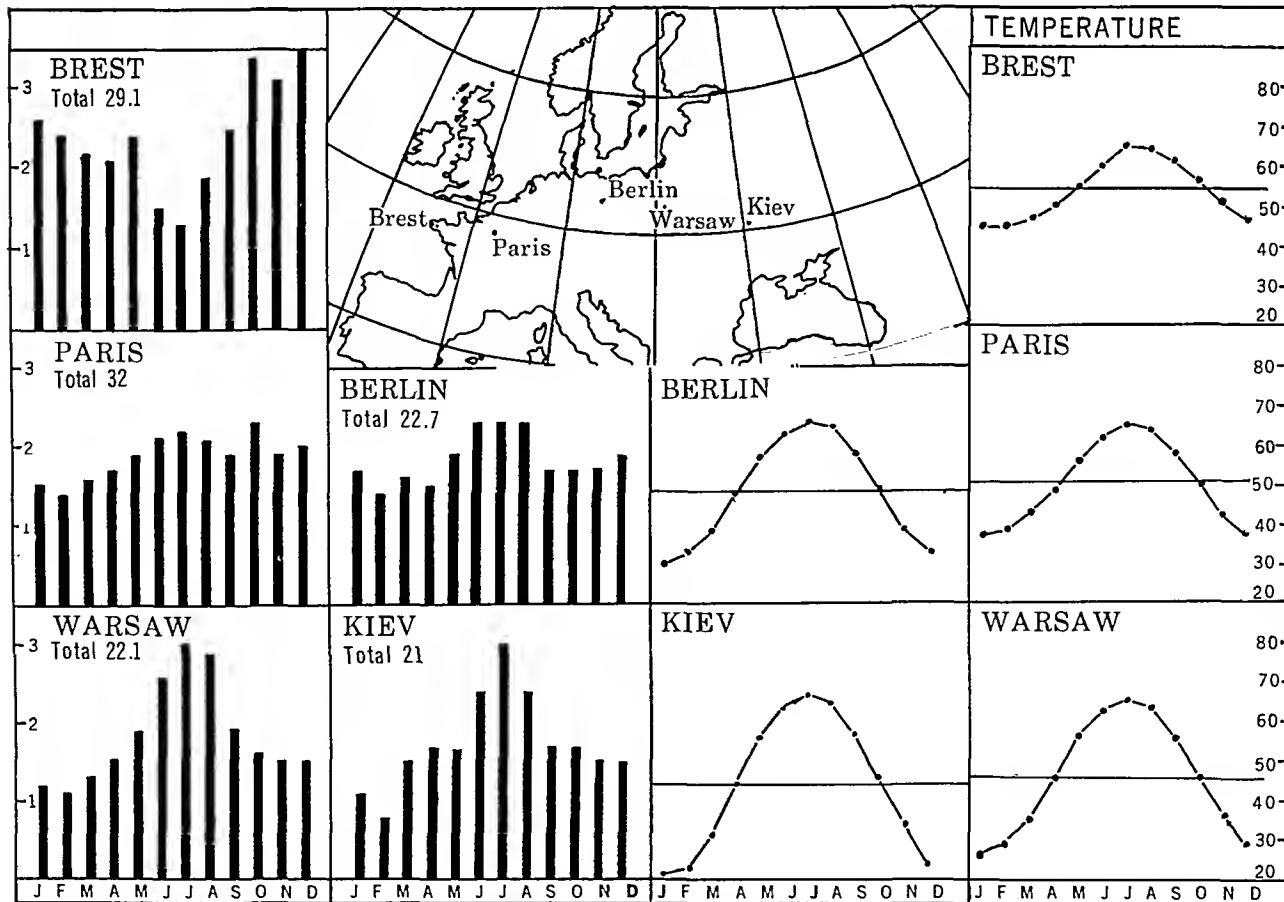 BREST
Total 29.1
3
2
1
Berlin
Brest
Warsaw
Kiev
Paris
TEMPERATURE
BREST
80
70
60
50
40
30
20
PARIS
Total 32
3
2
1
BERLIN
Total 22.7
BERLIN
PARIS
80
70
60
50
40
30
20
WARSAW
Total 22.1
3
2
1
J F M A M J J A S O N D
KIEV
Total 21
J F M A M J J A S O N D
KIEV
J F M A M J J A S O N D
WARSAW
80
70
60
50
40
30
20
J F M A M J J A S O N D